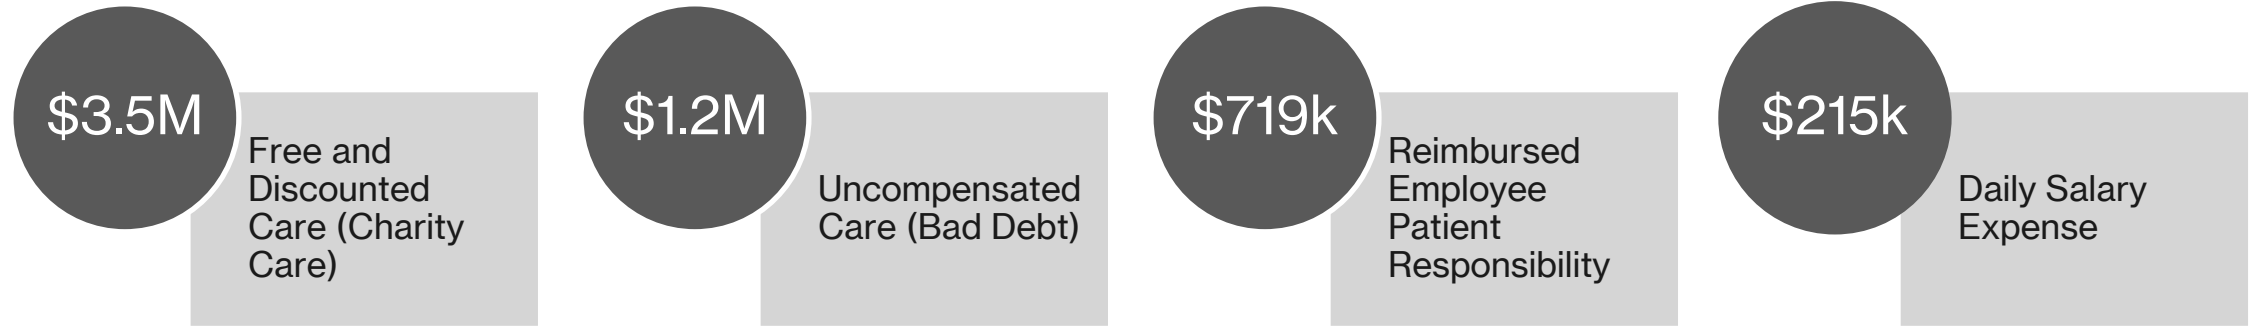 $3.5M
Free and
Discounted
Care (Charity
Care)
$1.2M
Uncompensated
Care (Bad Debt)
$719k
Reimbursed
Employee
Patient
Responsibility
$215k
Daily Salary
Expense